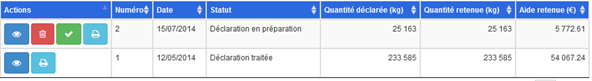 Actions Numéro Date Statut Quantité déclarée (kg) Quantité retenue (kg) Aide retenue (€)
2 15/07/2014 Déclaration en préparation 25 163 25 163 5 772.61
1 12/05/2014 Déclaration traitée 233 585 233 585 54 067.24